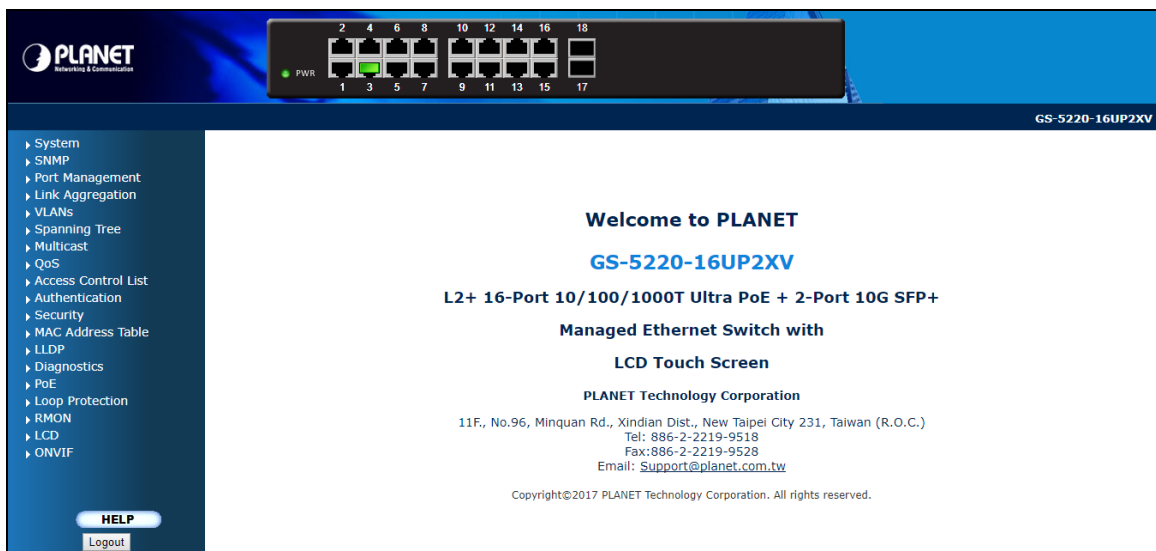 PLANET
Networking & Communication
2 4 6 8 10 12 14 16 18
PWR
1 3 5 7 9 11 13 15 17
GS-5220-16UP2XV
System
SNMP
Port Management
Link Aggregation
VLANs
Spanning Tree
Multicast
QoS
Access Control List
Authentication
Security
MAC Address Table
LLDP
Diagnostics
PoE
Loop Protection
RMON
LCD
ONVIF
HELP
Logout
Welcome to PLANET
GS-5220-16UP2XV
L2+ 16-Port 10/100/1000T Ultra PoE + 2-Port 10G SFP+
Managed Ethernet Switch with
LCD Touch Screen
PLANET Technology Corporation
11F., No.96, Minquan Rd., Xindian Dist., New Taipei City 231, Taiwan (R.O.C.)
Tel: 886-2-2219-9518
Fax:886-2-2219-9528
Email: Support@planet.com.tw
Copyright©2017 PLANET Technology Corporation. All rights reserved.